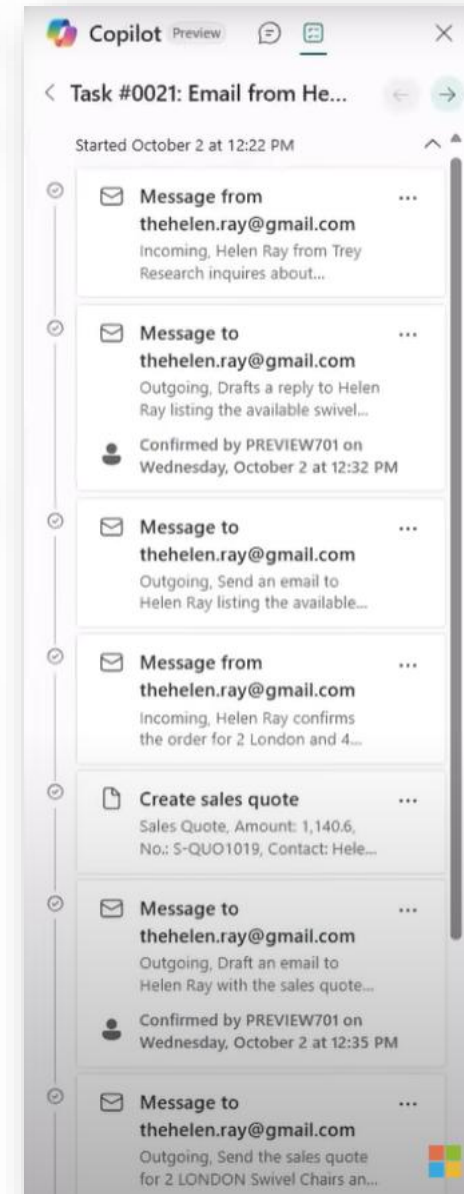 Copilot Preview
Task #0021: Email from He...
Started October 2 at 12:22 PM
Message from
thehelen.ray@gmail.com
Incoming, Helen Ray from Trey
Research inquires about...
Message to
thehelen.ray@gmail.com
Outgoing, Drafts a reply to Helen
Ray listing the available swivel...
Confirmed by PREVIEW701 on
Wednesday, October 2 at 12:32 PM
Message to
thehelen.ray@gmail.com
Outgoing, Send an email to
Helen Ray listing the available...
Message from
thehelen.ray@gmail.com
Incoming, Helen Ray confirms
the order for 2 London and 4...
Create sales quote
Sales Quote, Amount: 1,140.6,
No.: S-QUO1019, Contact: Hele...
Message to
thehelen.ray@gmail.com
Outgoing, Draft an email to
Helen Ray with the sales quote...
Confirmed by PREVIEW701 on
Wednesday, October 2 at 12:35 PM
Message to
thehelen.ray@gmail.com
Outgoing, Send the sales quote
for 2 LONDON Swivel Chairs an...